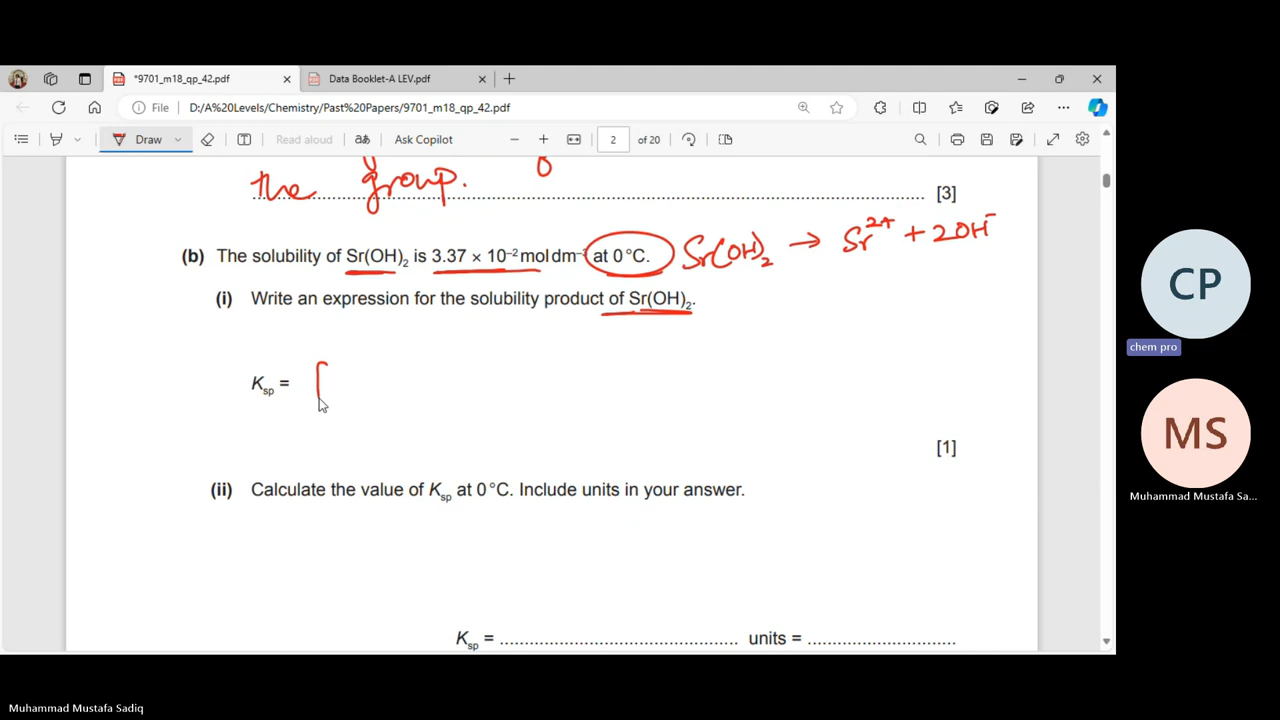 *9701_m18_qp_42.pdf
Data Booklet-A LEV.pdf
File D:/A%20Levels/Chemistry/Past%20Papers/9701_m18_qp_42.pdf
Draw Read aloud aあ Ask Copilot 2 of 20
the group.
[3]
(b) The solubility of Sr(OH)₂ is 3.37 × 10⁻² mol dm⁻³ at 0 °C. Sr(OH)₂ → Sr²⁺ + 2OH⁻
(i) Write an expression for the solubility product of Sr(OH)₂.
Ksp = [
[1]
(ii) Calculate the value of Ksp at 0 °C. Include units in your answer.
Ksp = ............................................... units = .............................
CP
chem pro
MS
Muhammad Mustafa Sa...
Muhammad Mustafa Sadiq